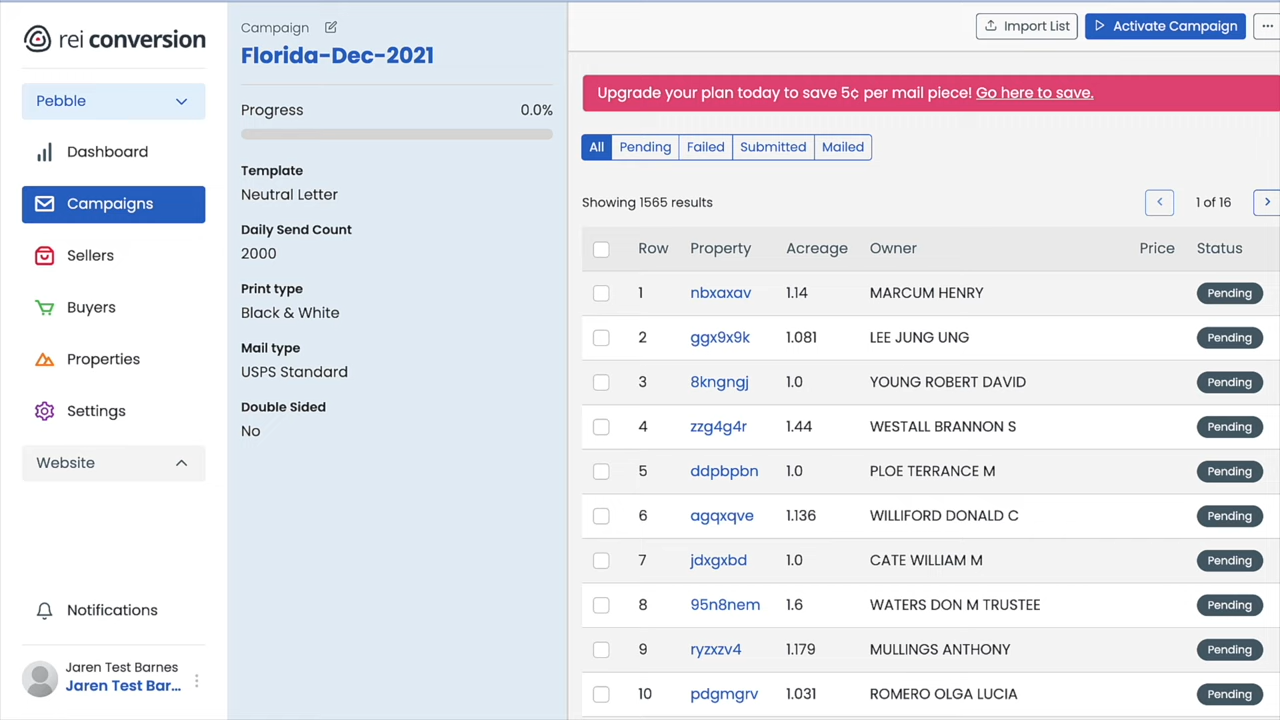 rei conversion
Pebble
Dashboard
Campaigns
Sellers
Buyers
Properties
Settings
Website
Notifications
Jaren Test Barnes
Jaren Test Bar...
Campaign
Florida-Dec-2021
Progress 0.0%
Template
Neutral Letter
Daily Send Count
2000
Print type
Black & White
Mail type
USPS Standard
Double Sided
No
Import List Activate Campaign ...
Upgrade your plan today to save 5¢ per mail piece! Go here to save.
All Pending Failed Submitted Mailed
Showing 1565 results < 1 of 16 >
Row Property Acreage Owner Price Status
1 nbxaxav 1.14 MARCUM HENRY Pending
2 ggx9x9k 1.081 LEE JUNG UNG Pending
3 8kngngj 1.0 YOUNG ROBERT DAVID Pending
4 zzg4g4r 1.44 WESTALL BRANNON S Pending
5 ddpbpbn 1.0 PLOE TERRANCE M Pending
6 agqxqve 1.136 WILLIFORD DONALD C Pending
7 jdxgxbd 1.0 CATE WILLIAM M Pending
8 95n8nem 1.6 WATERS DON M TRUSTEE Pending
9 ryzxzv4 1.179 MULLINGS ANTHONY Pending
10 pdgmgrv 1.031 ROMERO OLGA LUCIA Pending